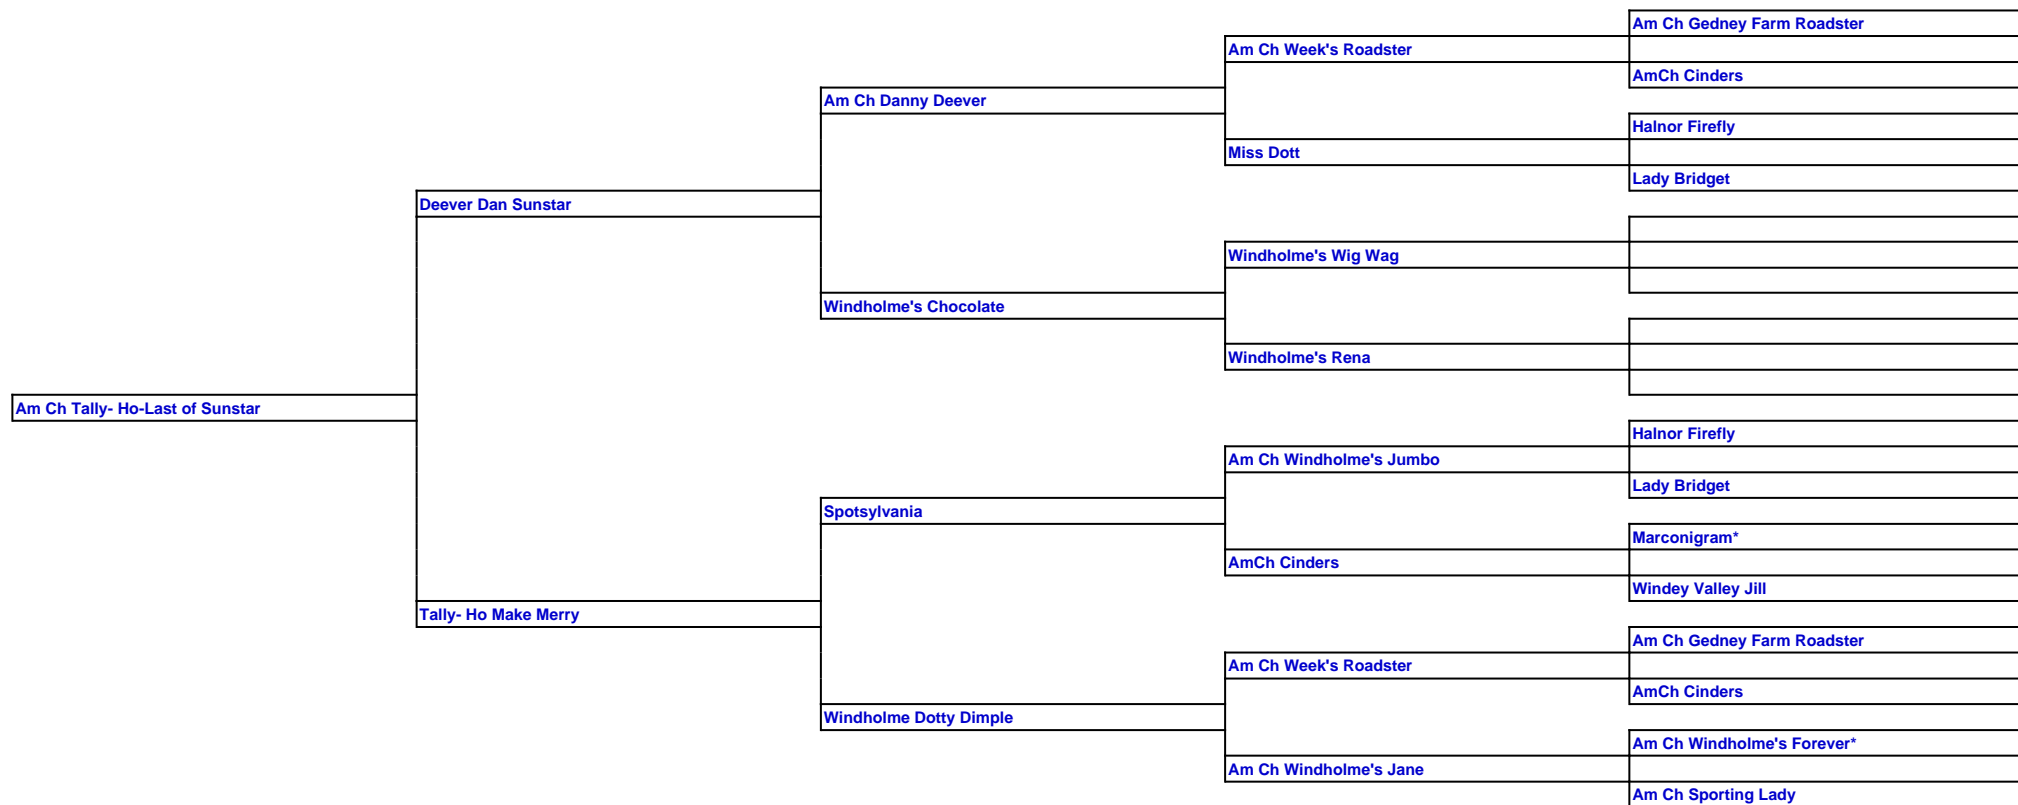 Am Ch Gedney Farm Roadster
Am Ch Week's Roadster
AmCh Cinders
Am Ch Danny Deever
Halnor Firefly
Miss Dott
Lady Bridget
Deever Dan Sunstar
Windholme's Wig Wag
Windholme's Chocolate
Windholme's Rena
Am Ch Tally- Ho-Last of Sunstar
Halnor Firefly
Am Ch Windholme's Jumbo
Lady Bridget
Spotsylvania
Marconigram*
AmCh Cinders
Windey Valley Jill
Tally- Ho Make Merry
Am Ch Gedney Farm Roadster
Am Ch Week's Roadster
AmCh Cinders
Windholme Dotty Dimple
Am Ch Windholme's Forever*
Am Ch Windholme's Jane
Am Ch Sporting Lady